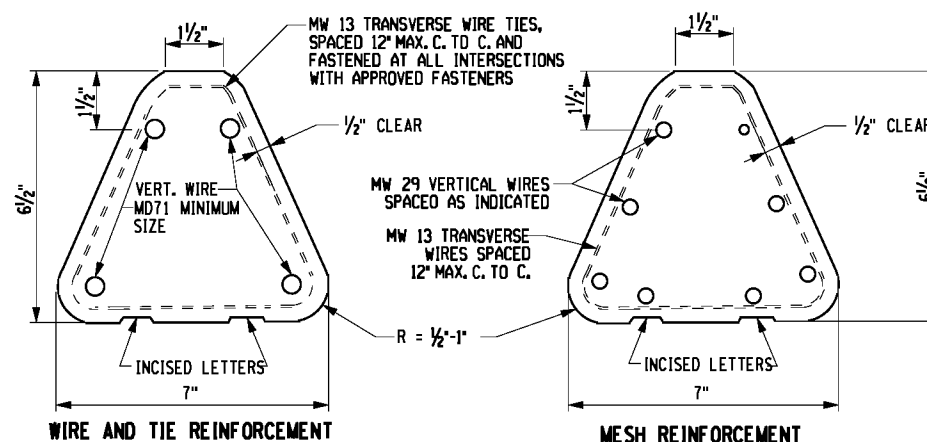 1½"
MW 13 TRANSVERSE WIRE TIES,
SPACED 12" MAX. C. TO C. AND
FASTENED AT ALL INTERSECTIONS
WITH APPROVED FASTENERS
1½"
½" CLEAR
VERT. WIRE
MD71 MINIMUM
SIZE
6½"
INCISED LETTERS
7"
WIRE AND TIE REINFORCEMENT
R = ½"-1"
1½"
1½"
½" CLEAR
MW 29 VERTICAL WIRES
SPACEO AS INDICATED
MW 13 TRANSVERSE
WIRES SPACED
12" MAX. C. TO C.
6½"
INCISED LETTERS
7"
MESH REINFORCEMENT